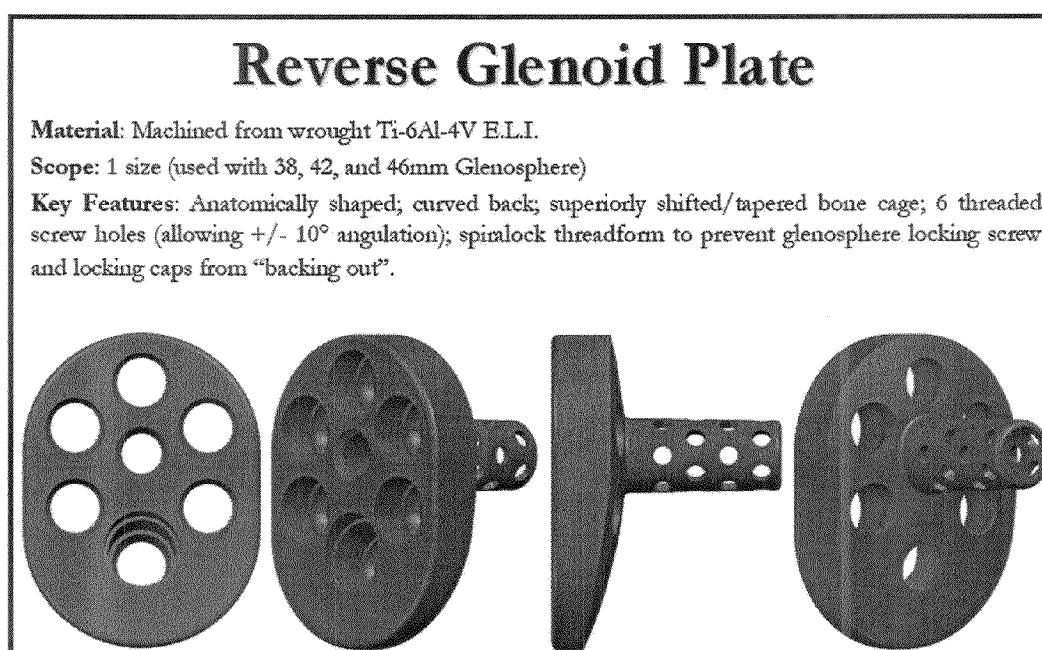 Reverse Glenoid Plate
Material: Machined from wrought Ti-6Al-4V E.L.I.
Scope: 1 size (used with 38, 42, and 46mm Glenosphere)
Key Features: Anatomically shaped; curved back; superiorly shifted/tapered bone cage; 6 threaded
screw holes (allowing +/- 10° angulation); spiralock threadform to prevent glenosphere locking screw
and locking caps from “backing out”.